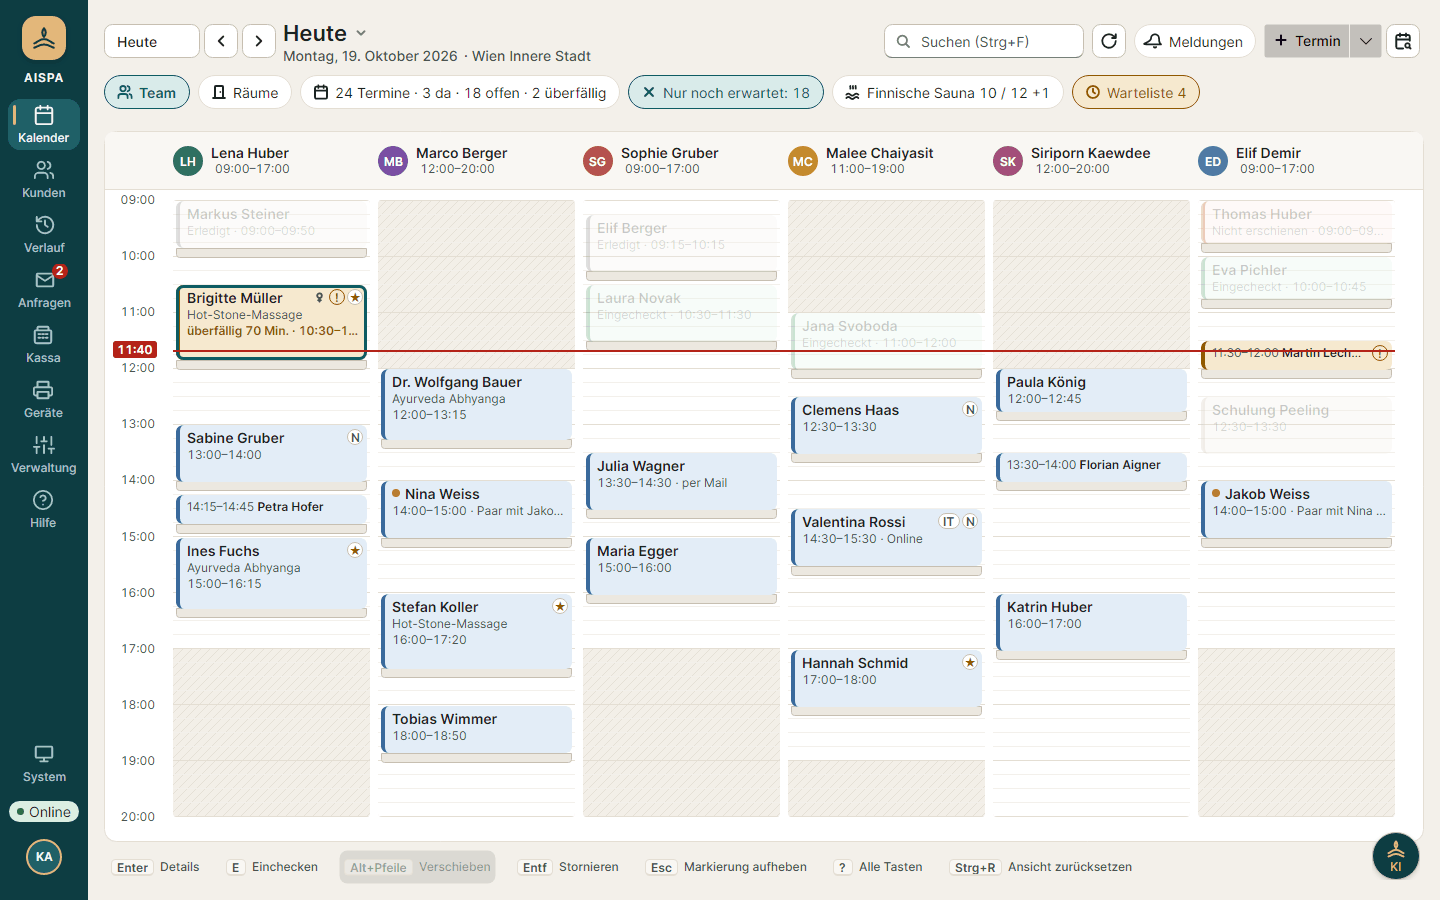 AISPA
Kalender
Kunden
Verlauf
2
Anfragen
Kassa
Geräte
Verwaltung
Hilfe
System
Online
KA
Heute
Heute
Montag, 19. Oktober 2026 · Wien Innere Stadt
Suchen (Strg+F)
Meldungen
+ Termin
Team
Räume
24 Termine · 3 da · 18 offen · 2 überfällig
Nur noch erwartet: 18
Finnische Sauna 10 / 12 +1
Warteliste 4
LH Lena Huber
09:00–17:00
MB Marco Berger
12:00–20:00
SG Sophie Gruber
09:00–17:00
MC Malee Chaiyasit
11:00–19:00
SK Siriporn Kaewdee
12:00–20:00
ED Elif Demir
09:00–17:00
09:00
10:00
11:00
11:40
12:00
13:00
14:00
15:00
16:00
17:00
18:00
19:00
20:00
Markus Steiner
Erledigt · 09:00–09:50
Brigitte Müller
Hot-Stone-Massage
überfällig 70 Min. · 10:30–1...
Sabine Gruber N
13:00–14:00
14:15–14:45 Petra Hofer
Ines Fuchs
Ayurveda Abhyanga
15:00–16:15
Dr. Wolfgang Bauer
Ayurveda Abhyanga
12:00–13:15
Nina Weiss
14:00–15:00 · Paar mit Jako...
Stefan Koller
Hot-Stone-Massage
16:00–17:20
Tobias Wimmer
18:00–18:50
Elif Berger
Erledigt · 09:15–10:15
Laura Novak
Eingecheckt · 10:30–11:30
Julia Wagner
13:30–14:30 · per Mail
Maria Egger
15:00–16:00
Jana Svoboda
Eingecheckt · 11:00–12:00
Clemens Haas N
12:30–13:30
Valentina Rossi IT N
14:30–15:30 · Online
Hannah Schmid
17:00–18:00
Paula König
12:00–12:45
13:30–14:00 Florian Aigner
Katrin Huber
16:00–17:00
Thomas Huber
Nicht erschienen · 09:00–09...
Eva Pichler
Eingecheckt · 10:00–10:45
11:30–12:00 Martin Lech...
Schulung Peeling
12:30–13:30
Jakob Weiss
14:00–15:00 · Paar mit Nina ...
Enter Details
E Einchecken
Alt+Pfeile Verschieben
Entf Stornieren
Esc Markierung aufheben
? Alle Tasten
Strg+R Ansicht zurücksetzen
KI